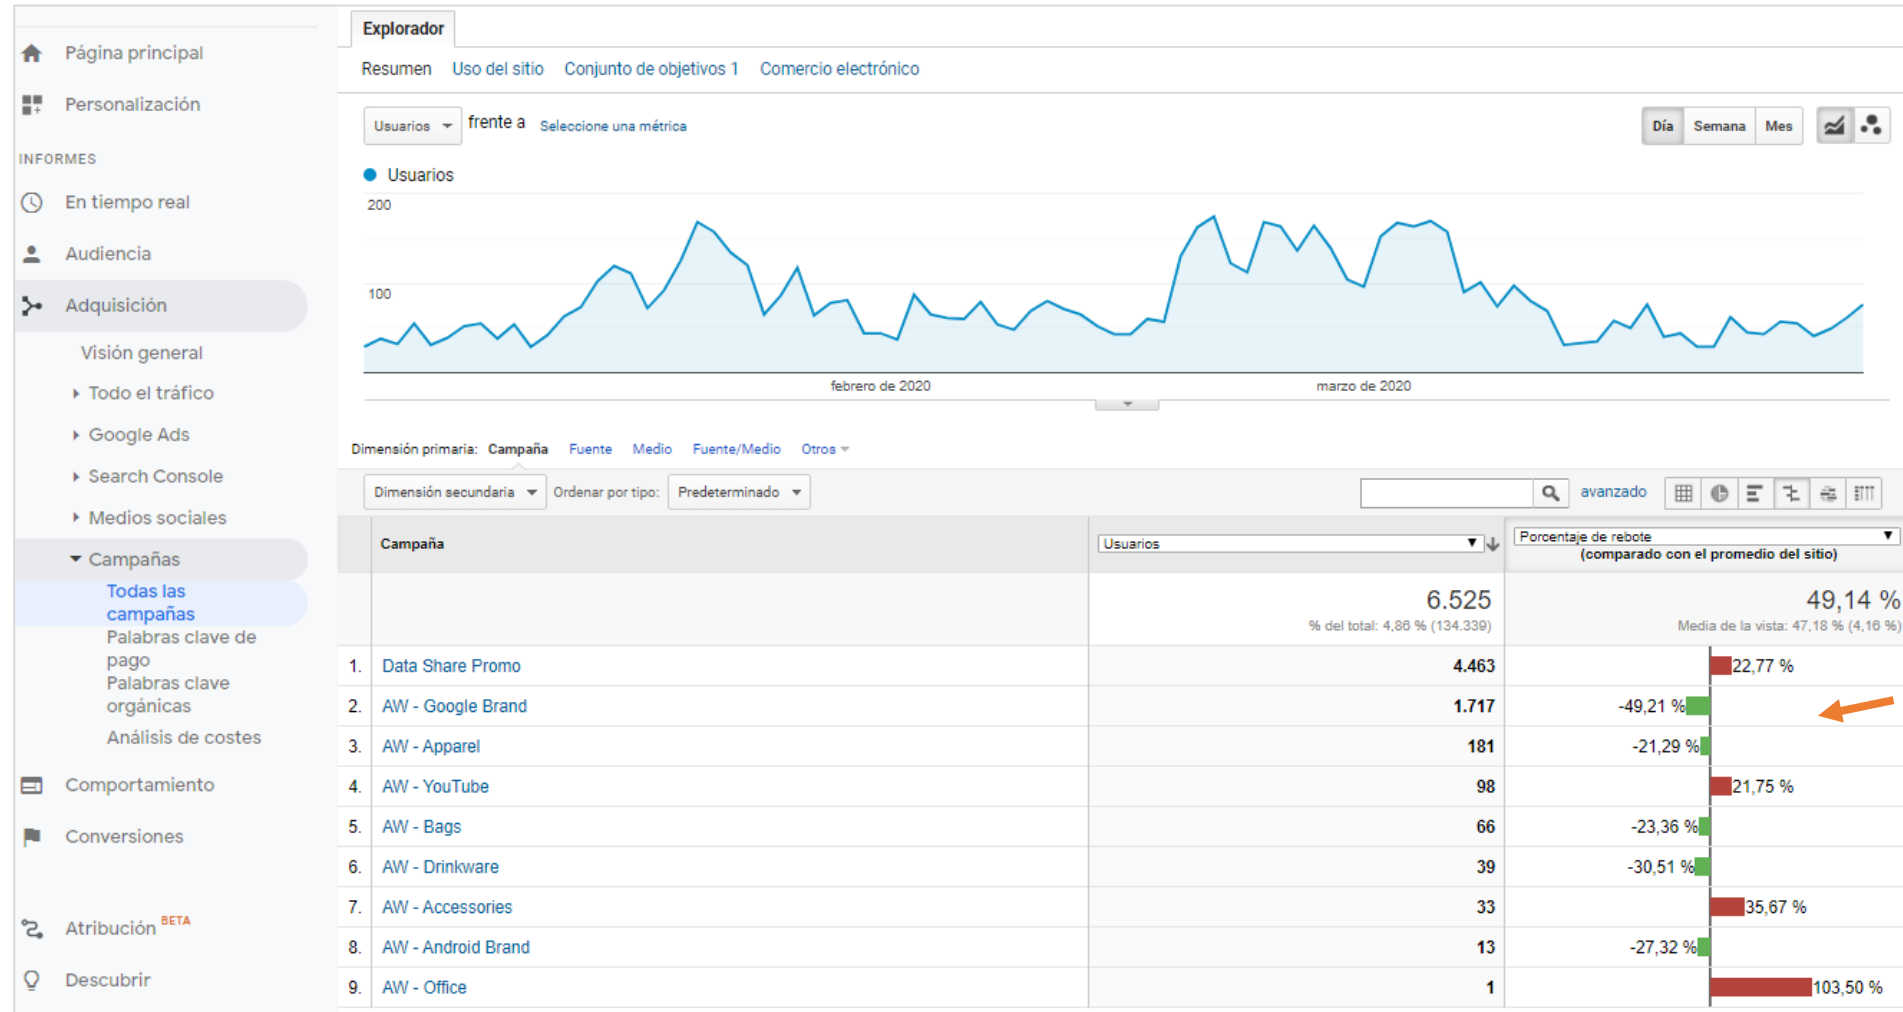 Página principal
Personalización
INFORMES
En tiempo real
Audiencia
Adquisición
Visión general
Todo el tráfico
Google Ads
Search Console
Medios sociales
Campañas
Todas las
campañas
Palabras clave de
pago
Palabras clave
orgánicas
Análisis de costes
Comportamiento
Conversiones
Atribución BETA
Descubrir
Explorador
Resumen Uso del sitio Conjunto de objetivos 1 Comercio electrónico
Usuarios frente a Seleccione una métrica
Día Semana Mes
Usuarios
200
100
febrero de 2020 marzo de 2020
Dimensión primaria: Campaña Fuente Medio Fuente/Medio Otros
Dimensión secundaria Ordenar por tipo: Predeterminado avanzado
Campaña Usuarios Porcentaje de rebote
(comparado con el promedio del sitio)
6.525 49,14 %
% del total: 4,86 % (134.339) Media de la vista: 47,18 % (4,16 %)
1. Data Share Promo 4.463 22,77 %
2. AW - Google Brand 1.717 -49,21 %
3. AW - Apparel 181 -21,29 %
4. AW - YouTube 98 21,75 %
5. AW - Bags 66 -23,36 %
6. AW - Drinkware 39 -30,51 %
7. AW - Accessories 33 35,67 %
8. AW - Android Brand 13 -27,32 %
9. AW - Office 1 103,50 %